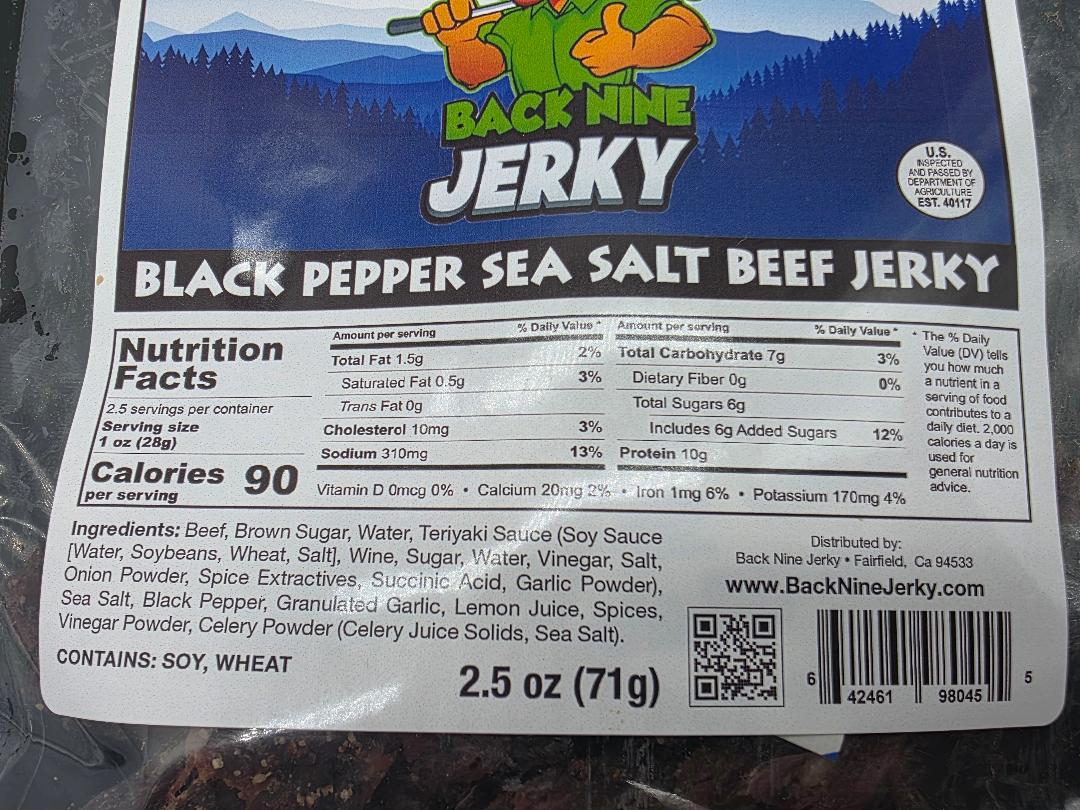 BACK NINE
JERKY
U.S.
INSPECTED
AND PASSED BY
DEPARTMENT OF
AGRICULTURE
EST. 40117
BLACK PEPPER SEA SALT BEEF JERKY
Nutrition
Facts
2.5 servings per container
Serving size
1 oz (28g)
Calories 90
per serving
Amount per serving % Daily Value *
Total Fat 1.5g 2%
Saturated Fat 0.5g 3%
Trans Fat 0g
Cholesterol 10mg 3%
Sodium 310mg 13%
Amount per serving % Daily Value *
Total Carbohydrate 7g 3%
Dietary Fiber 0g 0%
Total Sugars 6g
Includes 6g Added Sugars 12%
Protein 10g
Vitamin D 0mcg 0% • Calcium 20mg 2% • Iron 1mg 6% • Potassium 170mg 4%
* The % Daily
Value (DV) tells
you how much
a nutrient in a
serving of food
contributes to a
daily diet. 2,000
calories a day is
used for
general nutrition
advice.
Ingredients: Beef, Brown Sugar, Water, Teriyaki Sauce (Soy Sauce
[Water, Soybeans, Wheat, Salt], Wine, Sugar, Water, Vinegar, Salt,
Onion Powder, Spice Extractives, Succinic Acid, Garlic Powder),
Sea Salt, Black Pepper, Granulated Garlic, Lemon Juice, Spices,
Vinegar Powder, Celery Powder (Celery Juice Solids, Sea Salt).
CONTAINS: SOY, WHEAT
2.5 oz (71g)
Distributed by:
Back Nine Jerky • Fairfield, Ca 94533
www.BackNineJerky.com
6 42461 98045 5